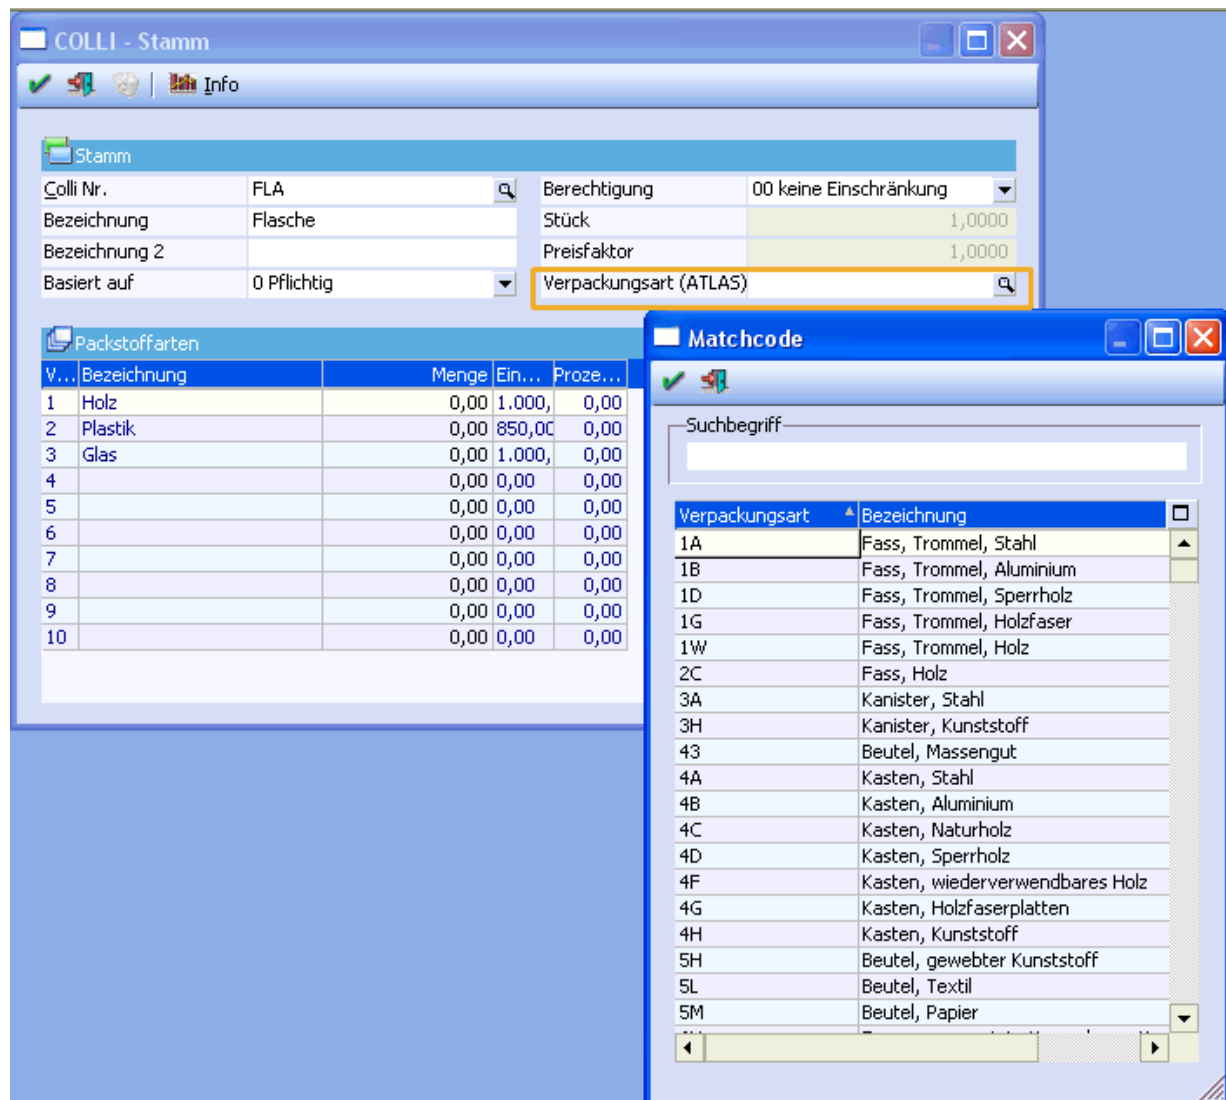 COLLI - Stamm
Info
Stamm
Colli Nr. FLA Berechtigung 00 keine Einschränkung
Bezeichnung Flasche Stück 1,0000
Bezeichnung 2 Preisfaktor 1,0000
Basiert auf 0 Pflichtig Verpackungsart (ATLAS)
Packstoffarten
V... Bezeichnung Menge Ein... Proze...
1 Holz 0,00 1.000, 0,00
2 Plastik 0,00 850,00 0,00
3 Glas 0,00 1.000, 0,00
4 0,00 0,00 0,00
5 0,00 0,00 0,00
6 0,00 0,00 0,00
7 0,00 0,00 0,00
8 0,00 0,00 0,00
9 0,00 0,00 0,00
10 0,00 0,00 0,00
Matchcode
Suchbegriff
Verpackungsart Bezeichnung
1A Fass, Trommel, Stahl
1B Fass, Trommel, Aluminium
1D Fass, Trommel, Sperrholz
1G Fass, Trommel, Holzfaser
1W Fass, Trommel, Holz
2C Fass, Holz
3A Kanister, Stahl
3H Kanister, Kunststoff
43 Beutel, Massengut
4A Kasten, Stahl
4B Kasten, Aluminium
4C Kasten, Naturholz
4D Kasten, Sperrholz
4F Kasten, wiederverwendbares Holz
4G Kasten, Holzfaserplatten
4H Kasten, Kunststoff
5H Beutel, gewebter Kunststoff
5L Beutel, Textil
5M Beutel, Papier